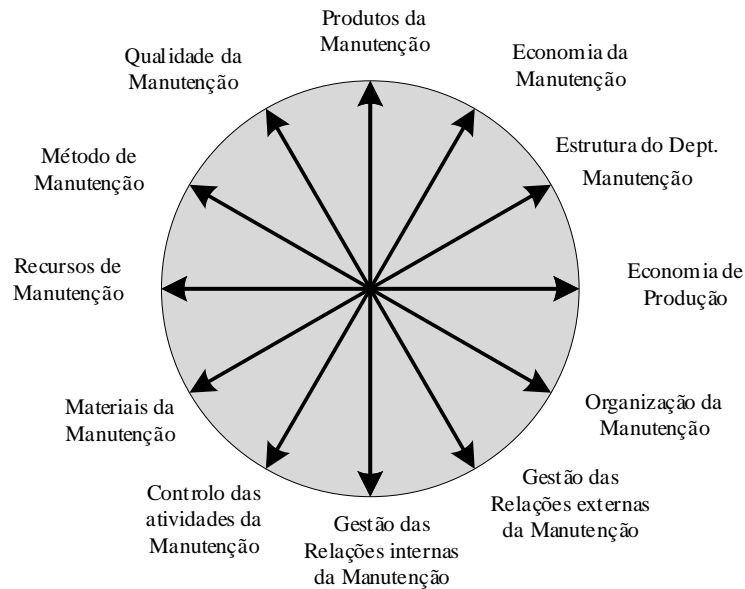 Produtos da
Manutenção
Economia da
Manutenção
Estrutura do Dept.
Manutenção
Economia de
Produção
Organização da
Manutenção
Gestão das
Relações externas
da Manutenção
Gestão das
Relações internas
da Manutenção
Controlo das
atividades da
Manutenção
Materiais da
Manutenção
Recursos de
Manutenção
Método de
Manutenção
Qualidade da
Manutenção